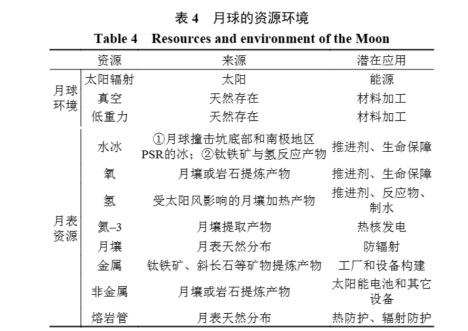 表 4 月球的资源环境
Table 4 Resources and environment of the Moon
资源 来源 潜在应用
月球环境
太阳辐射 太阳 能源
真空 天然存在 材料加工
低重力 天然存在 材料加工
月表资源
水冰 ①月球撞击坑底部和南极地区
PSR的冰；②钛铁矿与氢反应产物 推进剂、生命保障
氧 月壤或岩石提炼产物 推进剂、生命保障
氢 受太阳风影响的月壤加热产物 推进剂、反应物、
制水
氦–3 月壤提取产物 热核发电
月壤 月表天然分布 防辐射
金属 钛铁矿、斜长石等矿物提炼产物 工厂和设备构建
非金属 月壤或岩石提炼产物 太阳能电池和其它
设备
熔岩管 月表天然分布 热防护、辐射防护